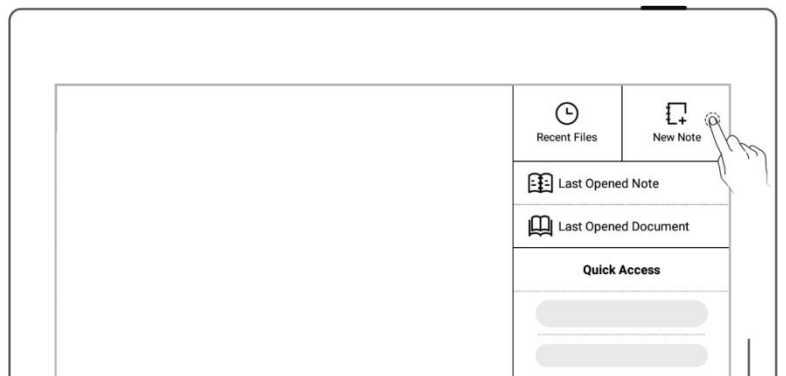 Recent Files
New Note
Last Opened Note
Last Opened Document
Quick Access